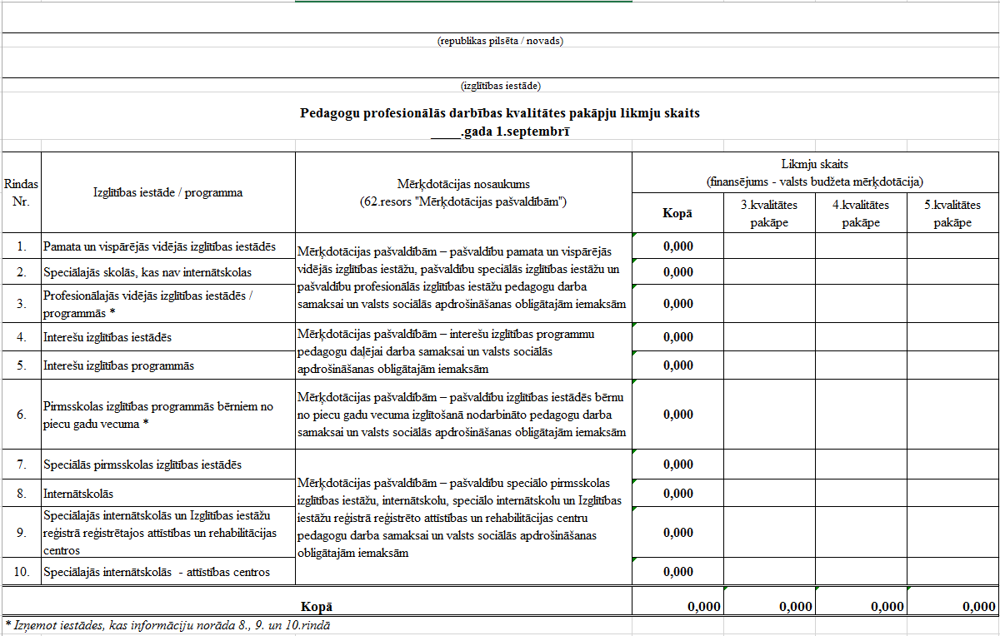 (republikas pilsēta / novads)
(izglītības iestāde)
Pedagogu profesionālās darbības kvalitātes pakāpju likmju skaits
____.gada 1.septembrī
Rindas
Nr.
Izglītības iestāde / programma
Mērķdotācijas nosaukums
(62.resors "Mērķdotācijas pašvaldībām")
Likmju skaits
(finansējums - valsts budžeta mērķdotācija)
Kopā
3.kvalitātes
pakāpe
4.kvalitātes
pakāpe
5.kvalitātes
pakāpe
1. Pamata un vispārējās vidējās izglītības iestādēs
Mērķdotācijas pašvaldībām – pašvaldību pamata un vispārējās
vidējās izglītības iestāžu, pašvaldību speciālās izglītības iestāžu un
pašvaldību profesionālās izglītības iestāžu pedagogu darba
samaksai un valsts sociālās apdrošināšanas obligatajām iemaksām
0,000
2. Speciālajās skolās, kas nav internātskolas
0,000
3. Profesionālajās vidējās izglītības iestādēs /
programmās *
0,000
4. Interešu izglītības iestādēs
Mērķdotācijas pašvaldībām – interešu izglītības programmu
pedagogu daļējai darba samaksai un valsts sociālās
apdrošināšanas obligātajām iemaksām
0,000
5. Interešu izglītības programmās
0,000
6. Pirmsskolas izglītības programmās bērniem no
piecu gadu vecuma *
Mērķdotācijas pašvaldībām – pašvaldību izglītības iestādēs bērnu
no piecu gadu vecuma izglītošanā nodarbināto pedagogu darba
samaksai un valsts sociālās apdrošināšanas obligātajām iemaksām
0,000
7. Speciālās pirmsskolas izglītības iestādēs
Mērķdotācijas pašvaldībām – pašvaldību speciālo pirmsskolas
izglītības iestāžu, internātskolu, speciālo internātskolu un Izglītības
iestāžu reģistrā reģistrēto attīstības un rehabilitācijas centru
pedagogu darba samaksai un valsts sociālās apdrošināšanas
obligātajām iemaksām
0,000
8. Internātskolās
0,000
9. Speciālajās internātskolās un Izglītības iestāžu
reģistrā reģistrētajos attīstības un rehabilitācijas
centros
0,000
10. Speciālajās internātskolās - attīstības centros
0,000
Kopā 0,000 0,000 0,000 0,000
* Izņemot iestādes, kas informāciju norāda 8., 9. un 10.rindā